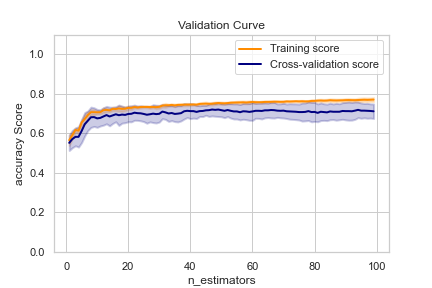 Validation Curve
Training score
Cross-validation score
accuracy Score
1.0
0.8
0.6
0.4
0.2
0.0
0 20 40 60 80 100
n_estimators